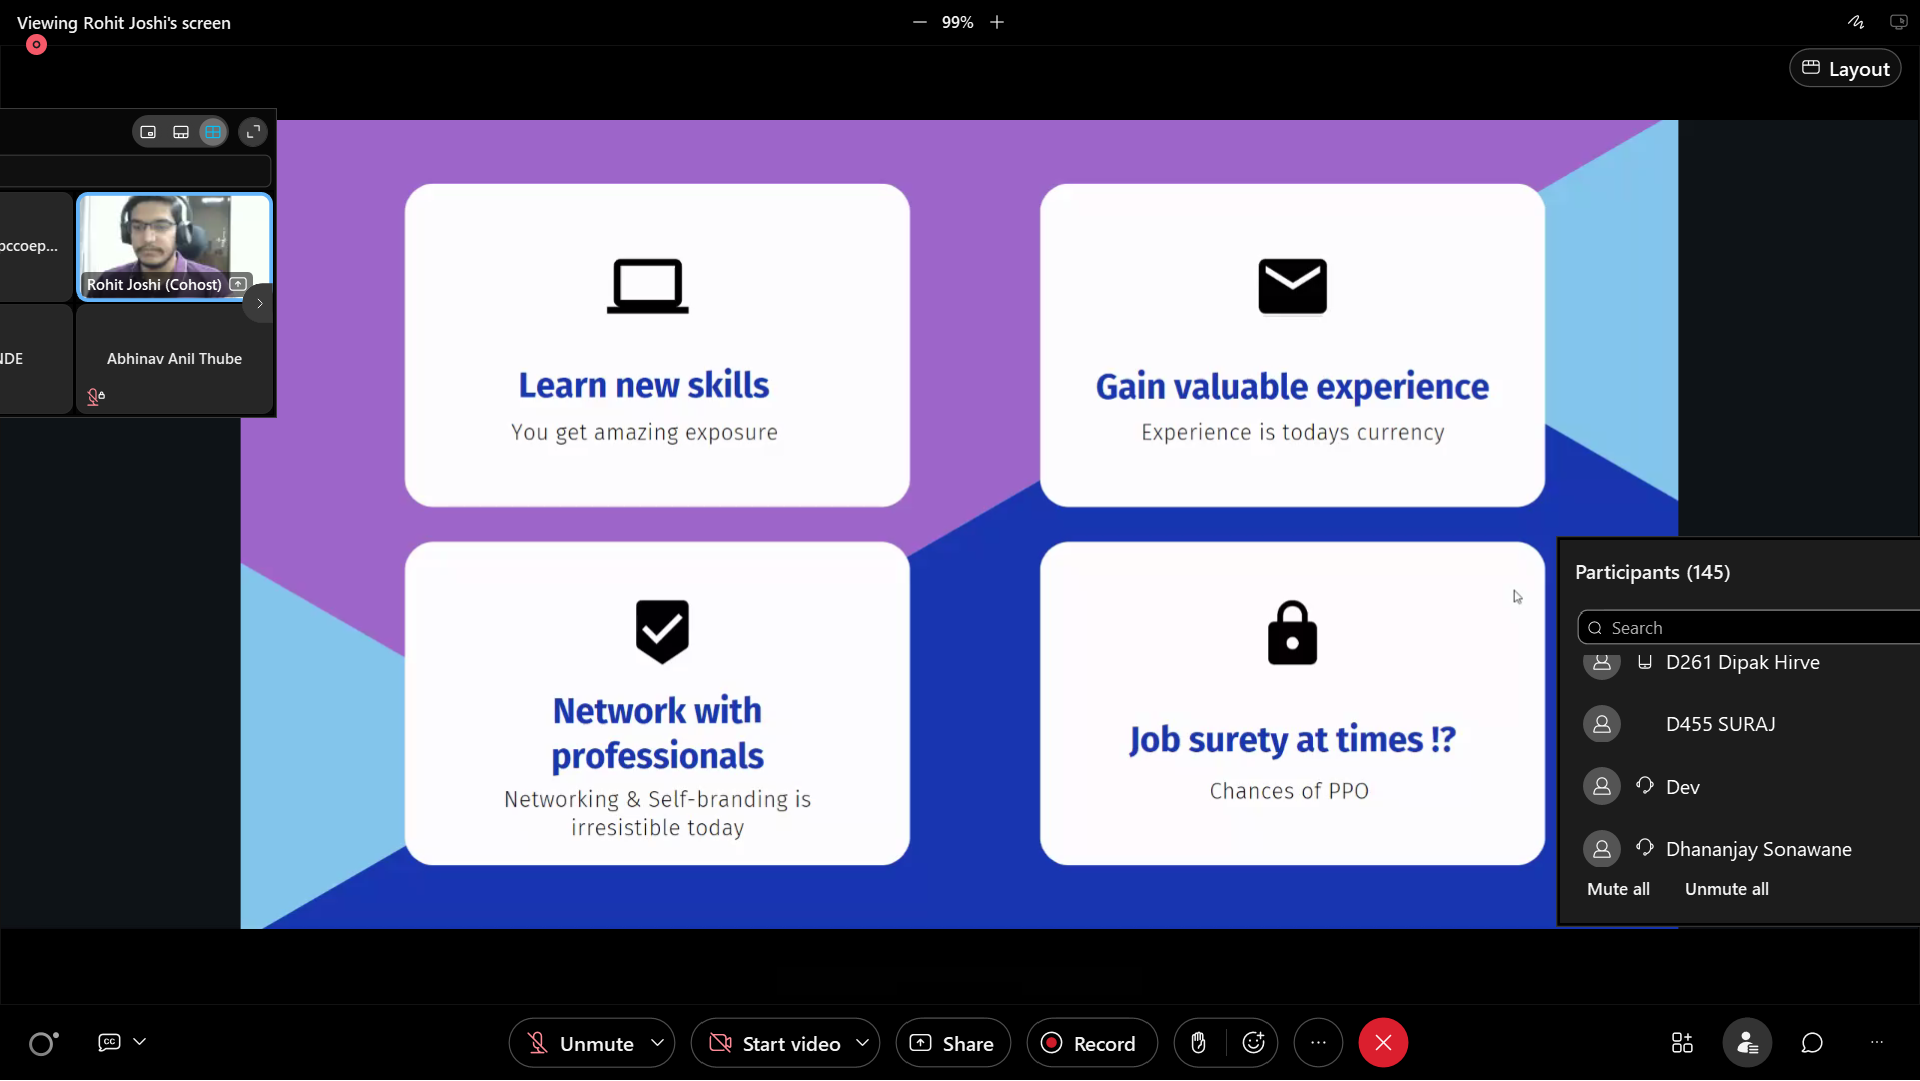 Viewing Rohit Joshi's screen
99%
Layout
pccoep...
Rohit Joshi (Cohost)
NDE
Abhinav Anil Thube
Learn new skills
You get amazing exposure
Gain valuable experience
Experience is todays currency
Network with
professionals
Networking & Self-branding is
irresistible today
Job surety at times !?
Chances of PPO
Participants (145)
Search
D261 Dipak Hirve
D455 SURAJ
Dev
Dhananjay Sonawane
Mute all Unmute all
CC
Unmute
Start video
Share
Record